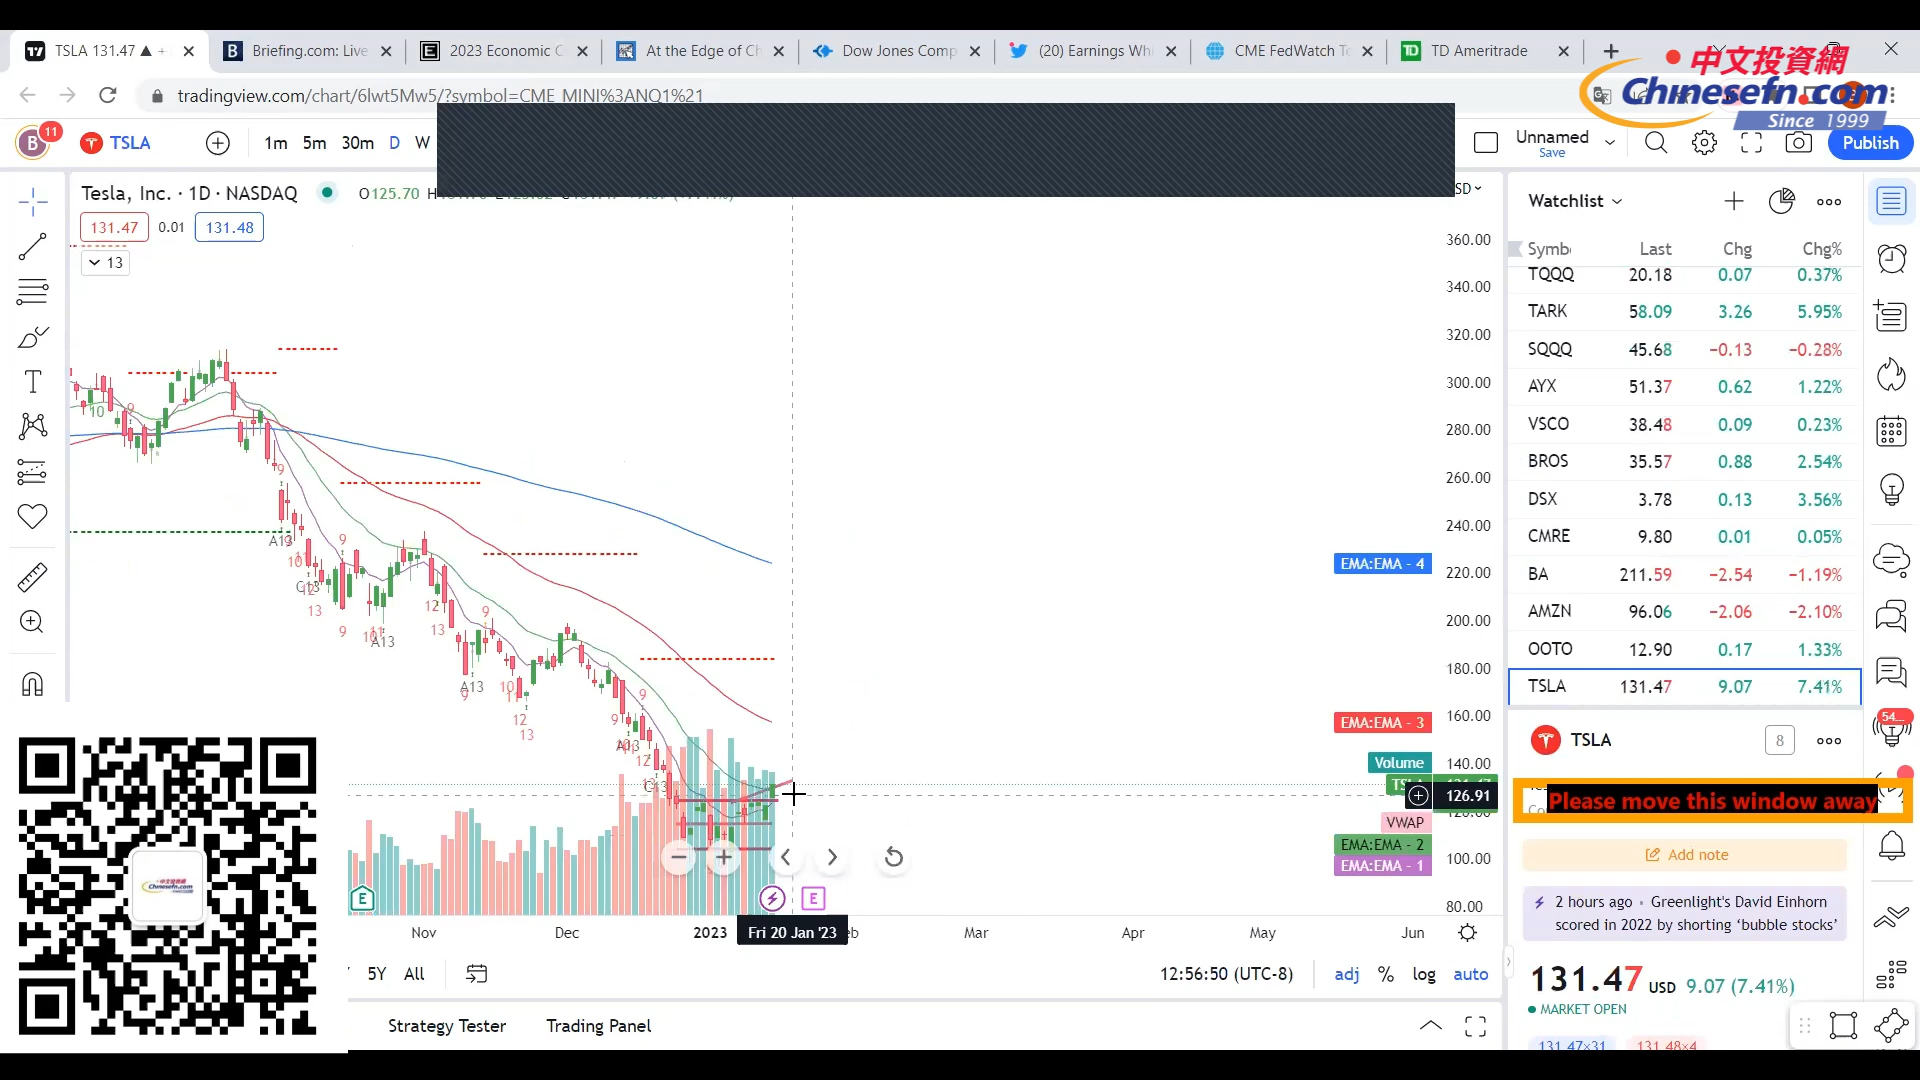 TSLA 131.47 ▲ +
Briefing.com: Live
2023 Economic C
At the Edge of Ch
Dow Jones Comp
(20) Earnings Whi
CME FedWatch To
TD Ameritrade
中文投資網
Chinesefn.com
Since 1999
tradingview.com/chart/6lwt5Mw5/?symbol=CME_MINI%3ANQ1%21
B
11
TSLA
1m 5m 30m D W
Unnamed
Save
Publish
Tesla, Inc. · 1D · NASDAQ
O125.70 H
131.47 0.01 131.48
13
360.00
340.00
320.00
300.00
280.00
260.00
240.00
220.00
200.00
180.00
160.00
140.00
126.91
100.00
80.00
EMA:EMA - 4
EMA:EMA - 3
Volume
VWAP
EMA:EMA - 2
EMA:EMA - 1
Nov Dec 2023 Fri 20 Jan '23 Mar Apr May Jun
5Y All
12:56:50 (UTC-8)
adj % log auto
Strategy Tester Trading Panel
Watchlist
Symb Last Chg Chg%
TQQQ 20.18 0.07 0.37%
TARK 58.09 3.26 5.95%
SQQQ 45.68 −0.13 −0.28%
AYX 51.37 0.62 1.22%
VSCO 38.48 0.09 0.23%
BROS 35.57 0.88 2.54%
DSX 3.78 0.13 3.56%
CMRE 9.80 0.01 0.05%
BA 211.59 −2.54 −1.19%
AMZN 96.06 −2.06 −2.10%
OOTO 12.90 0.17 1.33%
TSLA 131.47 9.07 7.41%
TSLA
8
Please move this window away
Add note
2 hours ago · Greenlight's David Einhorn
scored in 2022 by shorting ‘bubble stocks’
131.47 USD 9.07 (7.41%)
MARKET OPEN
131.47×31 131.48×4